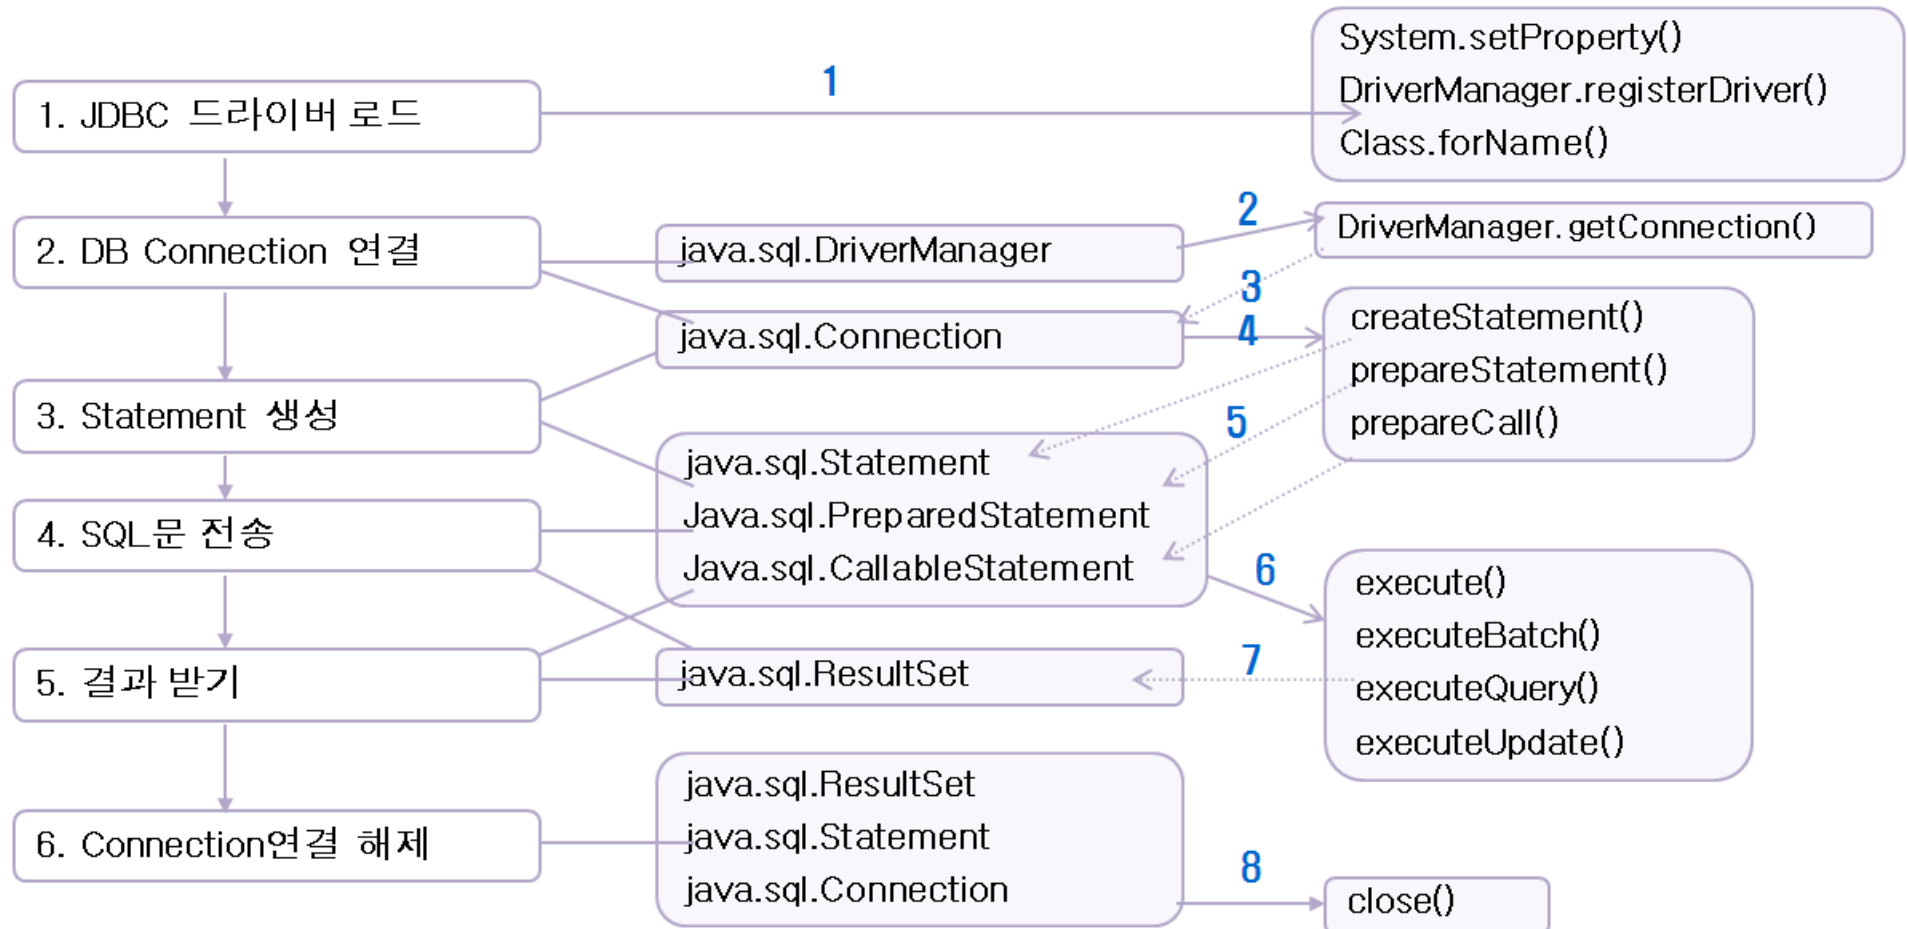 1. JDBC 드라이버 로드
1
System.setProperty()
DriverManager.registerDriver()
Class.forName()
2. DB Connection 연결
java.sql.DriverManager
2
DriverManager.getConnection()
3
java.sql.Connection
4
createStatement()
prepareStatement()
prepareCall()
3. Statement 생성
5
java.sql.Statement
Java.sql.PreparedStatement
Java.sql.CallableStatement
4. SQL문 전송
6
execute()
executeBatch()
executeQuery()
executeUpdate()
5. 결과 받기
java.sql.ResultSet
7
6. Connection연결 해제
java.sql.ResultSet
java.sql.Statement
java.sql.Connection
8
close()